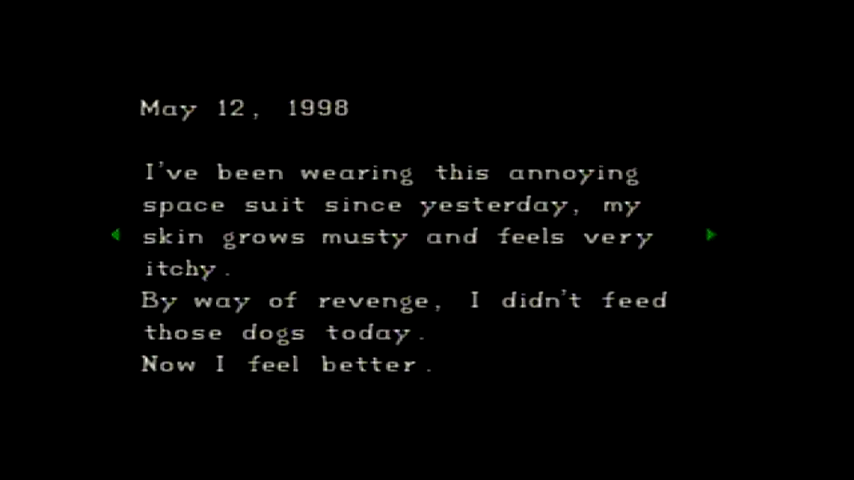 May 12, 1998
I've been wearing this annoying
space suit since yesterday, my
skin grows musty and feels very
itchy.
By way of revenge, I didn't feed
those dogs today.
Now I feel better.